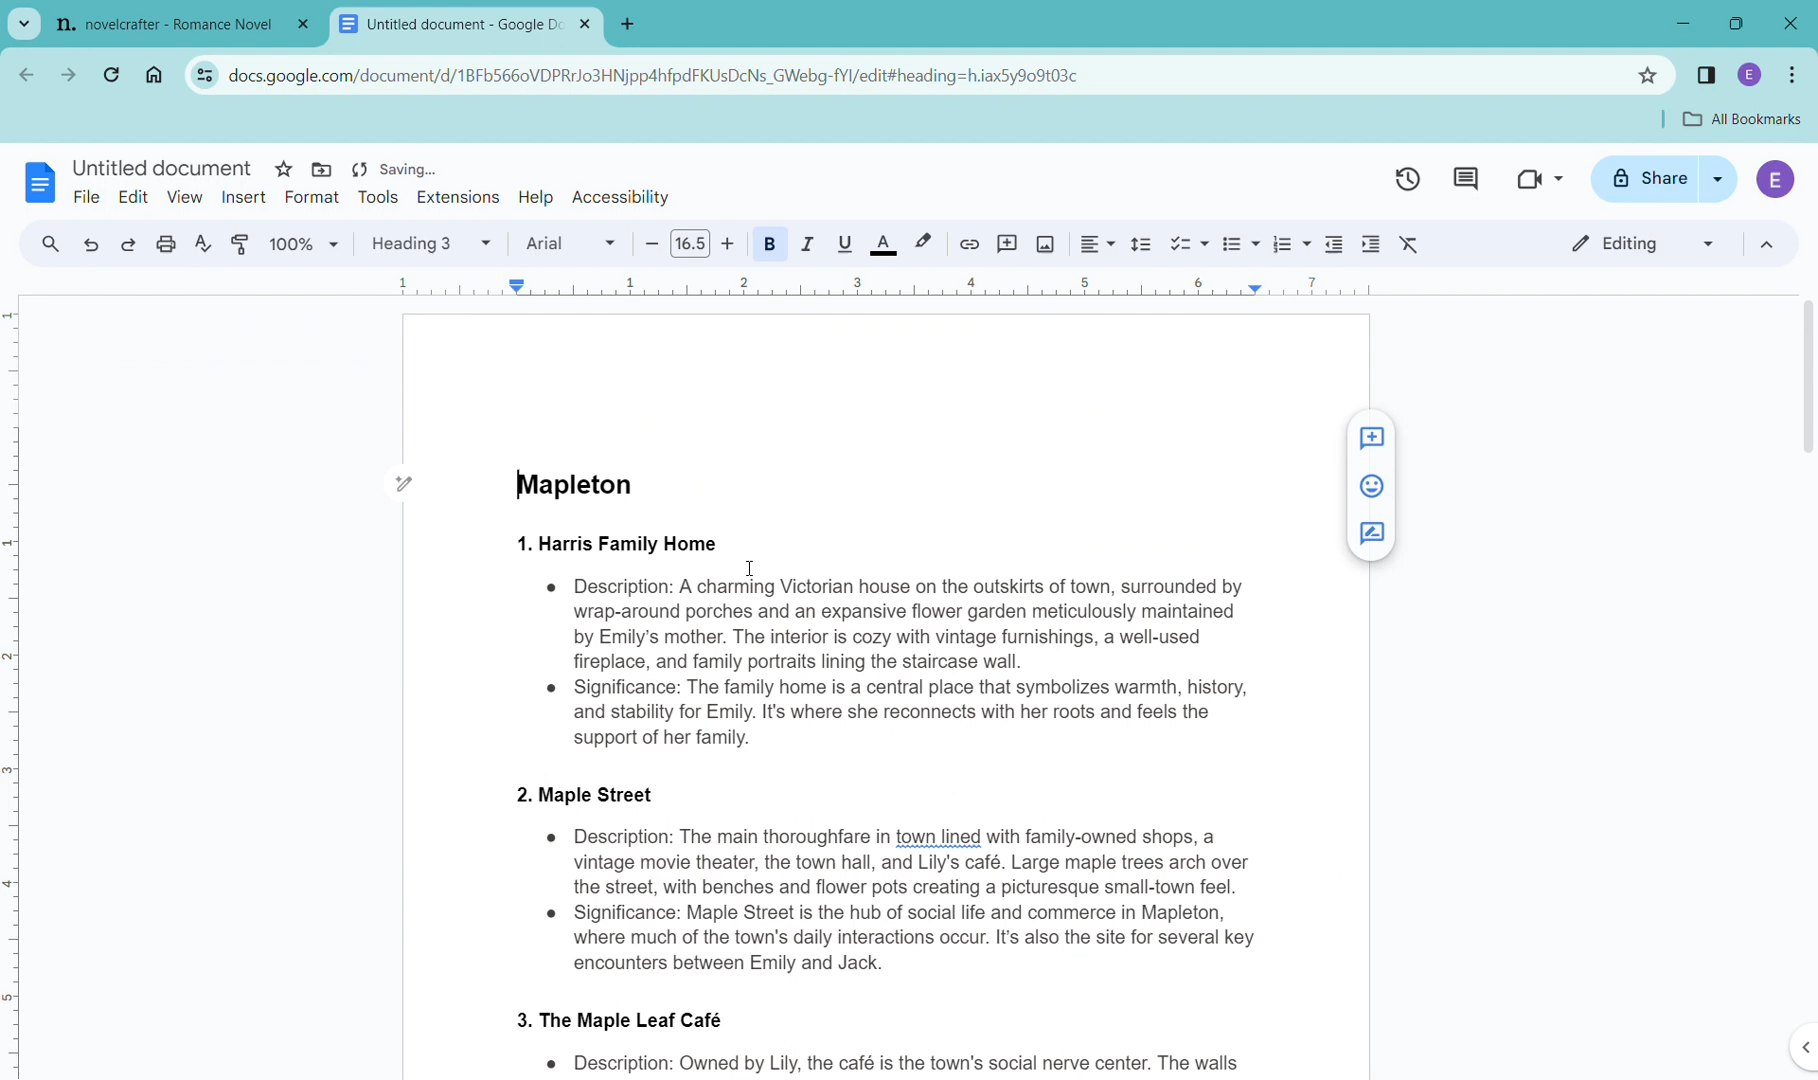 n. novelcrafter - Romance Novel
Untitled document - Google Do
docs.google.com/document/d/1BFb566oVDPRrJo3HNjpp4hfpdFKUsDcNs_GWebg-fYI/edit#heading=h.iax5y9o9t03c
E
All Bookmarks
Untitled document
Saving...
File Edit View Insert Format Tools Extensions Help Accessibility
Share
E
100%
Heading 3
Arial
16.5
B I U A
Editing
1 1 2 3 4 5 6 7
1
1
2
3
4
5
Mapleton
1. Harris Family Home
● Description: A charming Victorian house on the outskirts of town, surrounded by
wrap-around porches and an expansive flower garden meticulously maintained
by Emily’s mother. The interior is cozy with vintage furnishings, a well-used
fireplace, and family portraits lining the staircase wall.
● Significance: The family home is a central place that symbolizes warmth, history,
and stability for Emily. It's where she reconnects with her roots and feels the
support of her family.
2. Maple Street
● Description: The main thoroughfare in town lined with family-owned shops, a
vintage movie theater, the town hall, and Lily's café. Large maple trees arch over
the street, with benches and flower pots creating a picturesque small-town feel.
● Significance: Maple Street is the hub of social life and commerce in Mapleton,
where much of the town's daily interactions occur. It’s also the site for several key
encounters between Emily and Jack.
3. The Maple Leaf Café
● Description: Owned by Lily, the café is the town's social nerve center. The walls